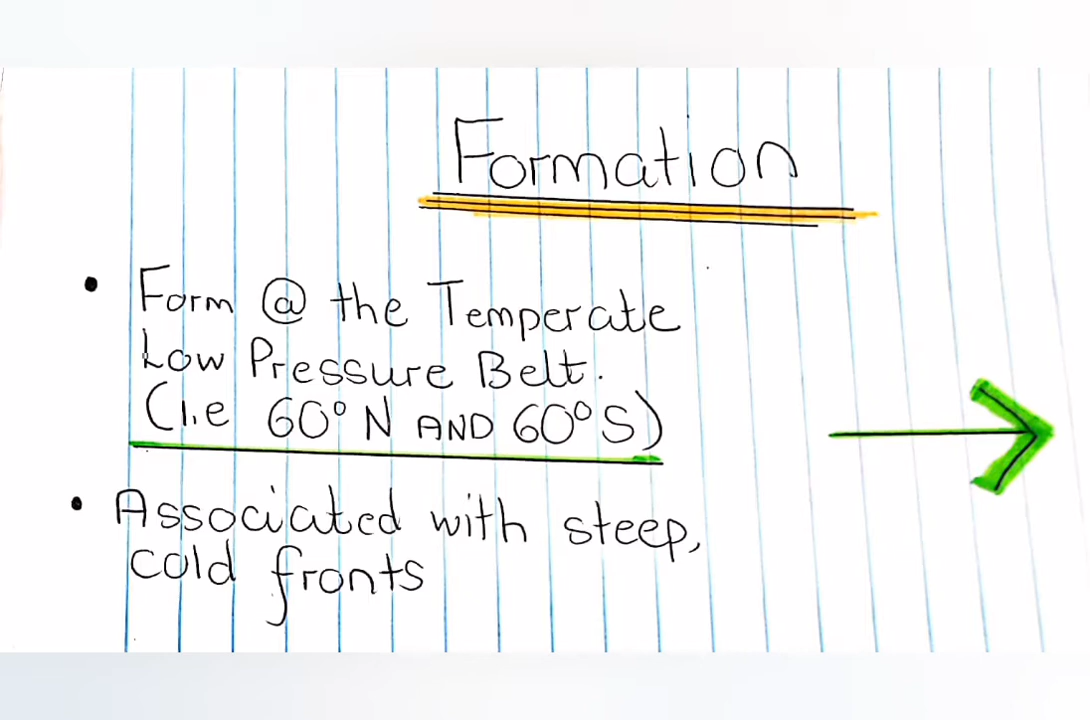 Formation
• Form @ the Temperate
Low Pressure Belt.
(i.e 60° N AND 60° S)
• Associated with steep,
cold fronts